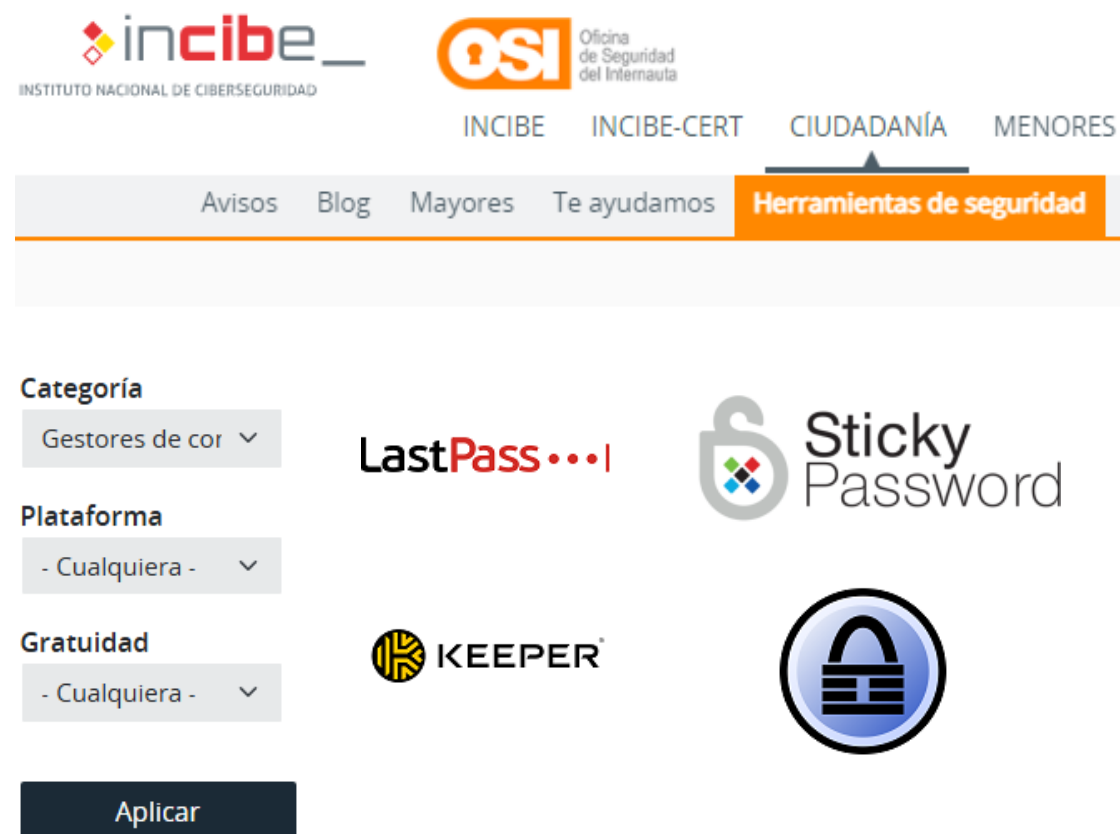 incibe_
INSTITUTO NACIONAL DE CIBERSEGURIDAD
OSI
Oficina
de Seguridad
del Internauta
INCIBE INCIBE-CERT CIUDADANÍA MENORES
Avisos Blog Mayores Te ayudamos Herramientas de seguridad
Categoría
Gestores de cor
LastPass
Sticky
Password
Plataforma
- Cualquiera -
Gratuidad
- Cualquiera -
KEEPER
Aplicar